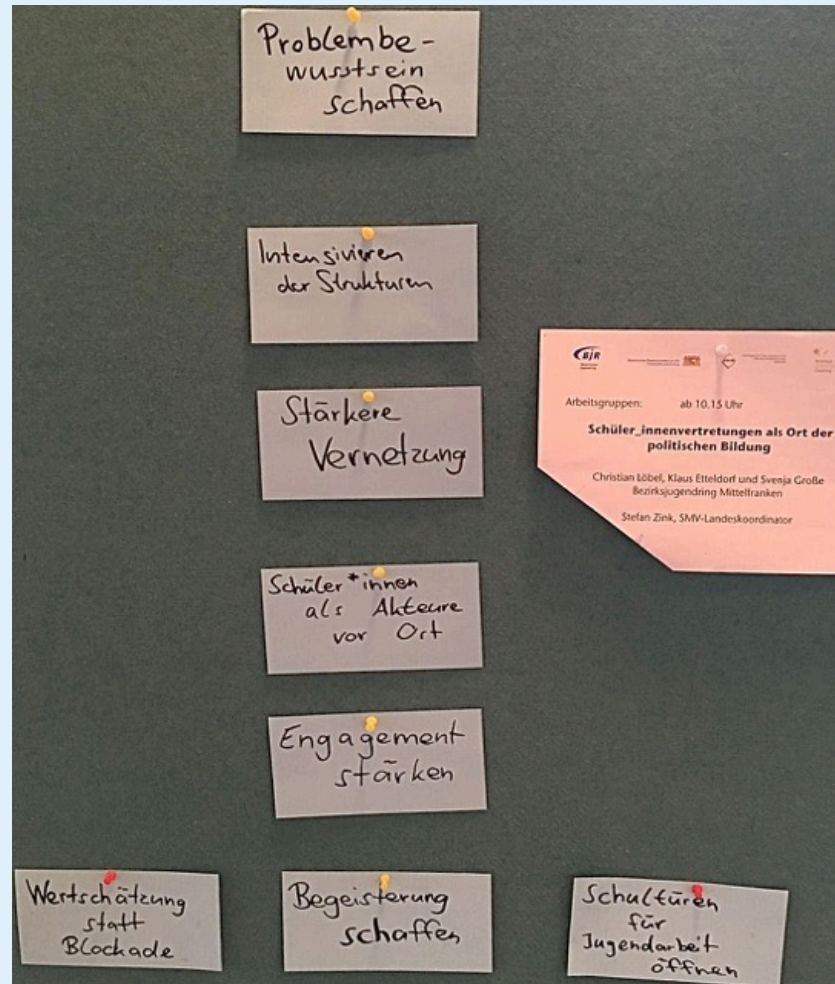 Problembe-
wusstsein
schaffen
Intensivieren
der Strukturen
Stärkere
Vernetzung
BJR
Arbeitsgruppen: ab 10.15 Uhr
Schüler_innenvertretungen als Ort der
politischen Bildung
Christian Löbel, Klaus Etteldorf und Svenja Große
Bezirksjugendring Mittelfranken
Stefan Zink, SMV-Landeskoordinator
Schüler*innen
als Akteure
vor Ort
Engagement
stärken
Wertschätzung
statt
Blockade
Begeisterung
schaffen
Schultüren
für
Jugendarbeit
öffnen